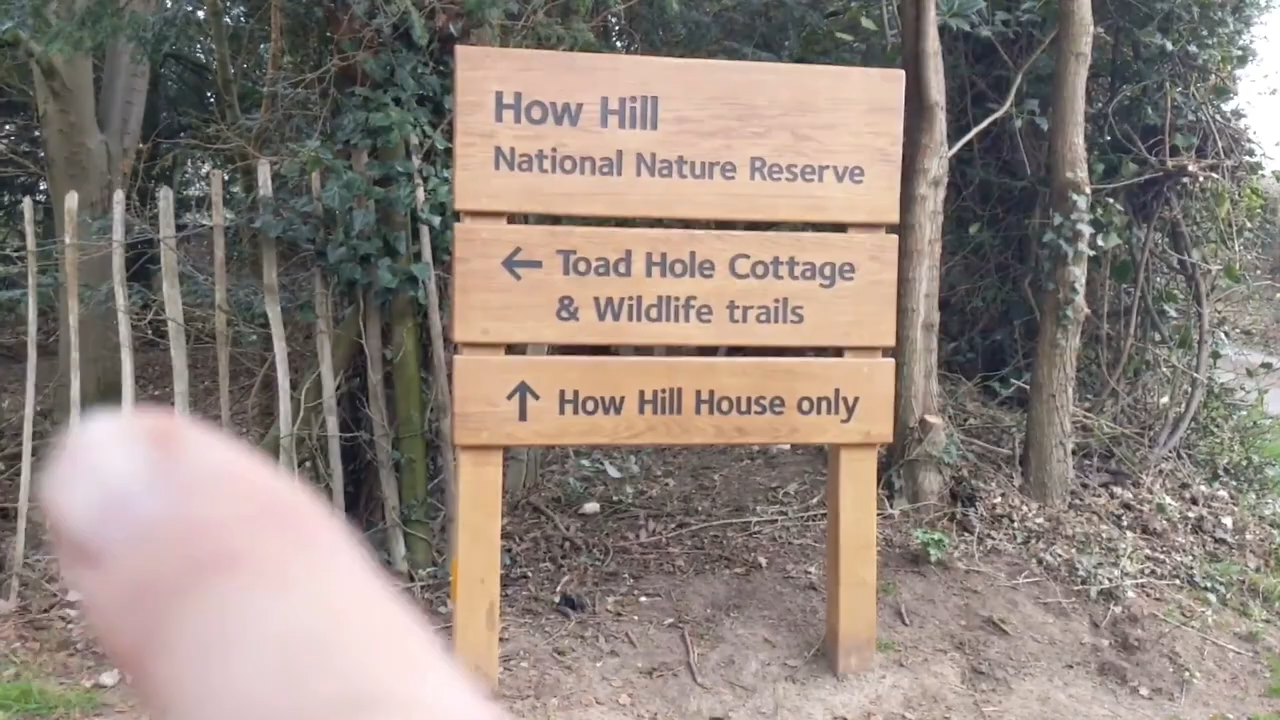 How Hill
National Nature Reserve
← Toad Hole Cottage
& Wildlife trails
↑ How Hill House only